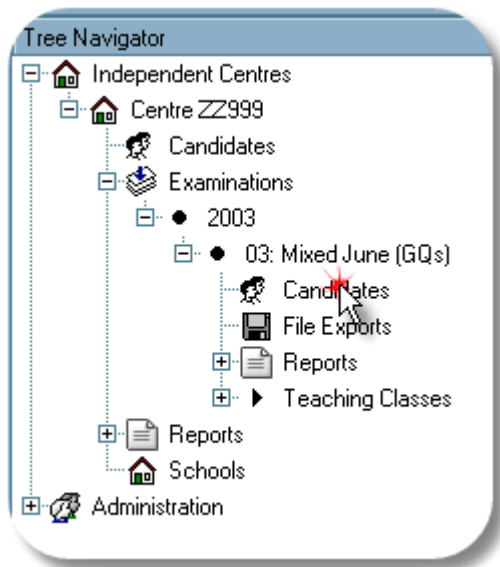 Tree Navigator
Independent Centres
Centre ZZ999
Candidates
Examinations
2003
03: Mixed June (GQs)
Candidates
File Exports
Reports
Teaching Classes
Reports
Schools
Administration